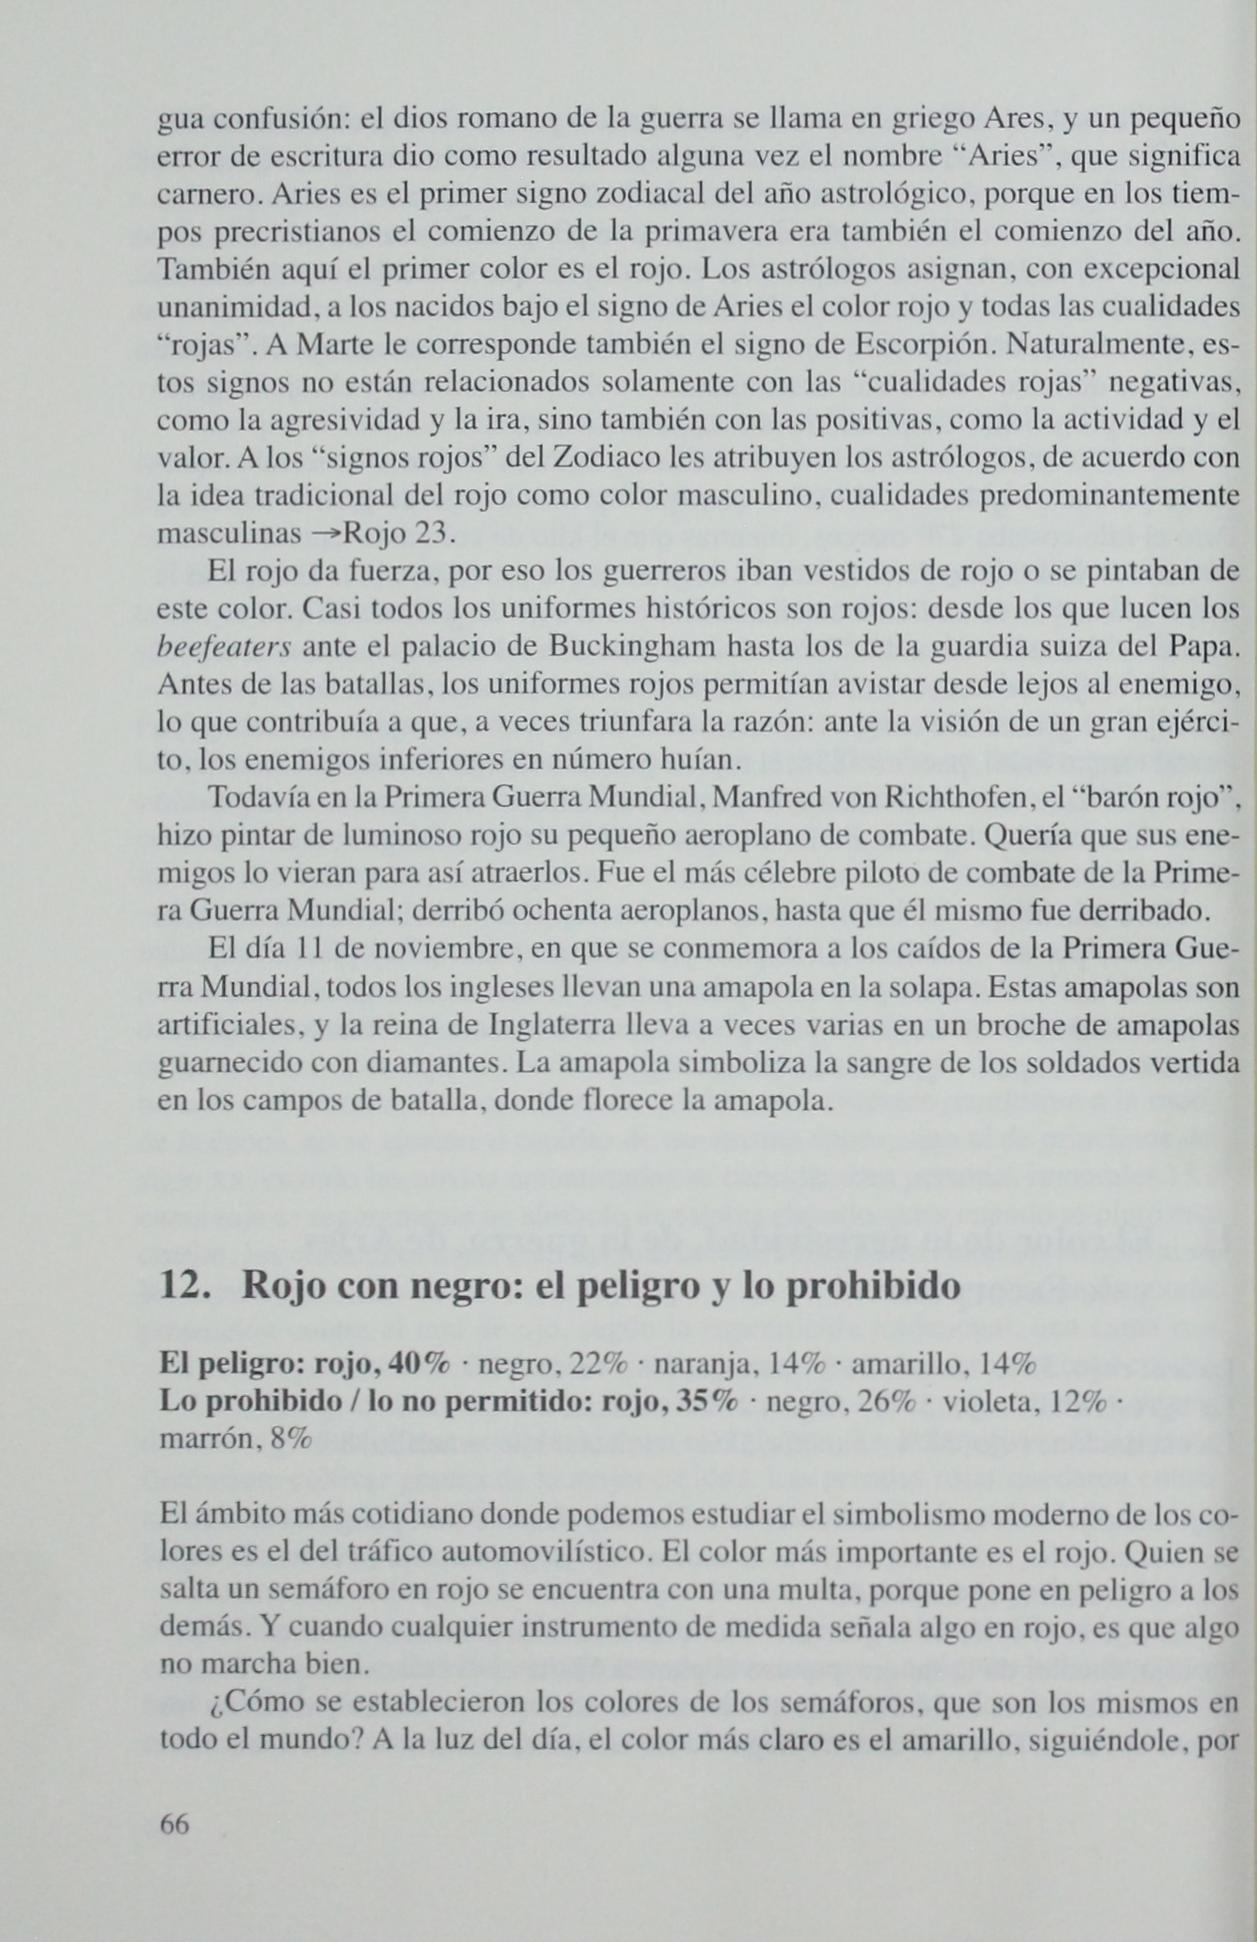 gua confusión: el dios romano de la guerra se llama en griego Ares, y un pequeño
error de escritura dio como resultado alguna vez el nombre “Aries”, que significa
carnero. Aries es el primer signo zodiacal del año astrológico, porque en los tiem-
pos precristianos el comienzo de la primavera era también el comienzo del año.
También aquí el primer color es el rojo. Los astrólogos asignan, con excepcional
unanimidad, a los nacidos bajo el signo de Aries el color rojo y todas las cualidades
“rojas”. A Marte le corresponde también el signo de Escorpión. Naturalmente, es-
tos signos no están relacionados solamente con las “cualidades rojas” negativas,
como la agresividad y la ira, sino también con las positivas, como la actividad y el
valor. A los “signos rojos” del Zodiaco les atribuyen los astrólogos, de acuerdo con
la idea tradicional del rojo como color masculino, cualidades predominantemente
masculinas →Rojo 23.
El rojo da fuerza, por eso los guerreros iban vestidos de rojo o se pintaban de
este color. Casi todos los uniformes históricos son rojos: desde los que lucen los
beefeaters ante el palacio de Buckingham hasta los de la guardia suiza del Papa.
Antes de las batallas, los uniformes rojos permitían avistar desde lejos al enemigo,
lo que contribuía a que, a veces triunfara la razón: ante la visión de un gran ejérci-
to, los enemigos inferiores en número huían.
Todavía en la Primera Guerra Mundial, Manfred von Richthofen, el “barón rojo”,
hizo pintar de luminoso rojo su pequeño aeroplano de combate. Quería que sus ene-
migos lo vieran para así atraerlos. Fue el más célebre piloto de combate de la Prime-
ra Guerra Mundial; derribó ochenta aeroplanos, hasta que él mismo fue derribado.
El día 11 de noviembre, en que se conmemora a los caídos de la Primera Gue-
rra Mundial, todos los ingleses llevan una amapola en la solapa. Estas amapolas son
artificiales, y la reina de Inglaterra lleva a veces varias en un broche de amapolas
guarnecido con diamantes. La amapola simboliza la sangre de los soldados vertida
en los campos de batalla, donde florece la amapola.
12. Rojo con negro: el peligro y lo prohibido
El peligro: rojo, 40% · negro, 22% · naranja, 14% · amarillo, 14%
Lo prohibido / lo no permitido: rojo, 35% · negro, 26% · violeta, 12% ·
marrón, 8%
El ámbito más cotidiano donde podemos estudiar el simbolismo moderno de los co-
lores es el del tráfico automovilístico. El color más importante es el rojo. Quien se
salta un semáforo en rojo se encuentra con una multa, porque pone en peligro a los
demás. Y cuando cualquier instrumento de medida señala algo en rojo, es que algo
no marcha bien.
¿Cómo se establecieron los colores de los semáforos, que son los mismos en
todo el mundo? A la luz del día, el color más claro es el amarillo, siguiéndole, por
66